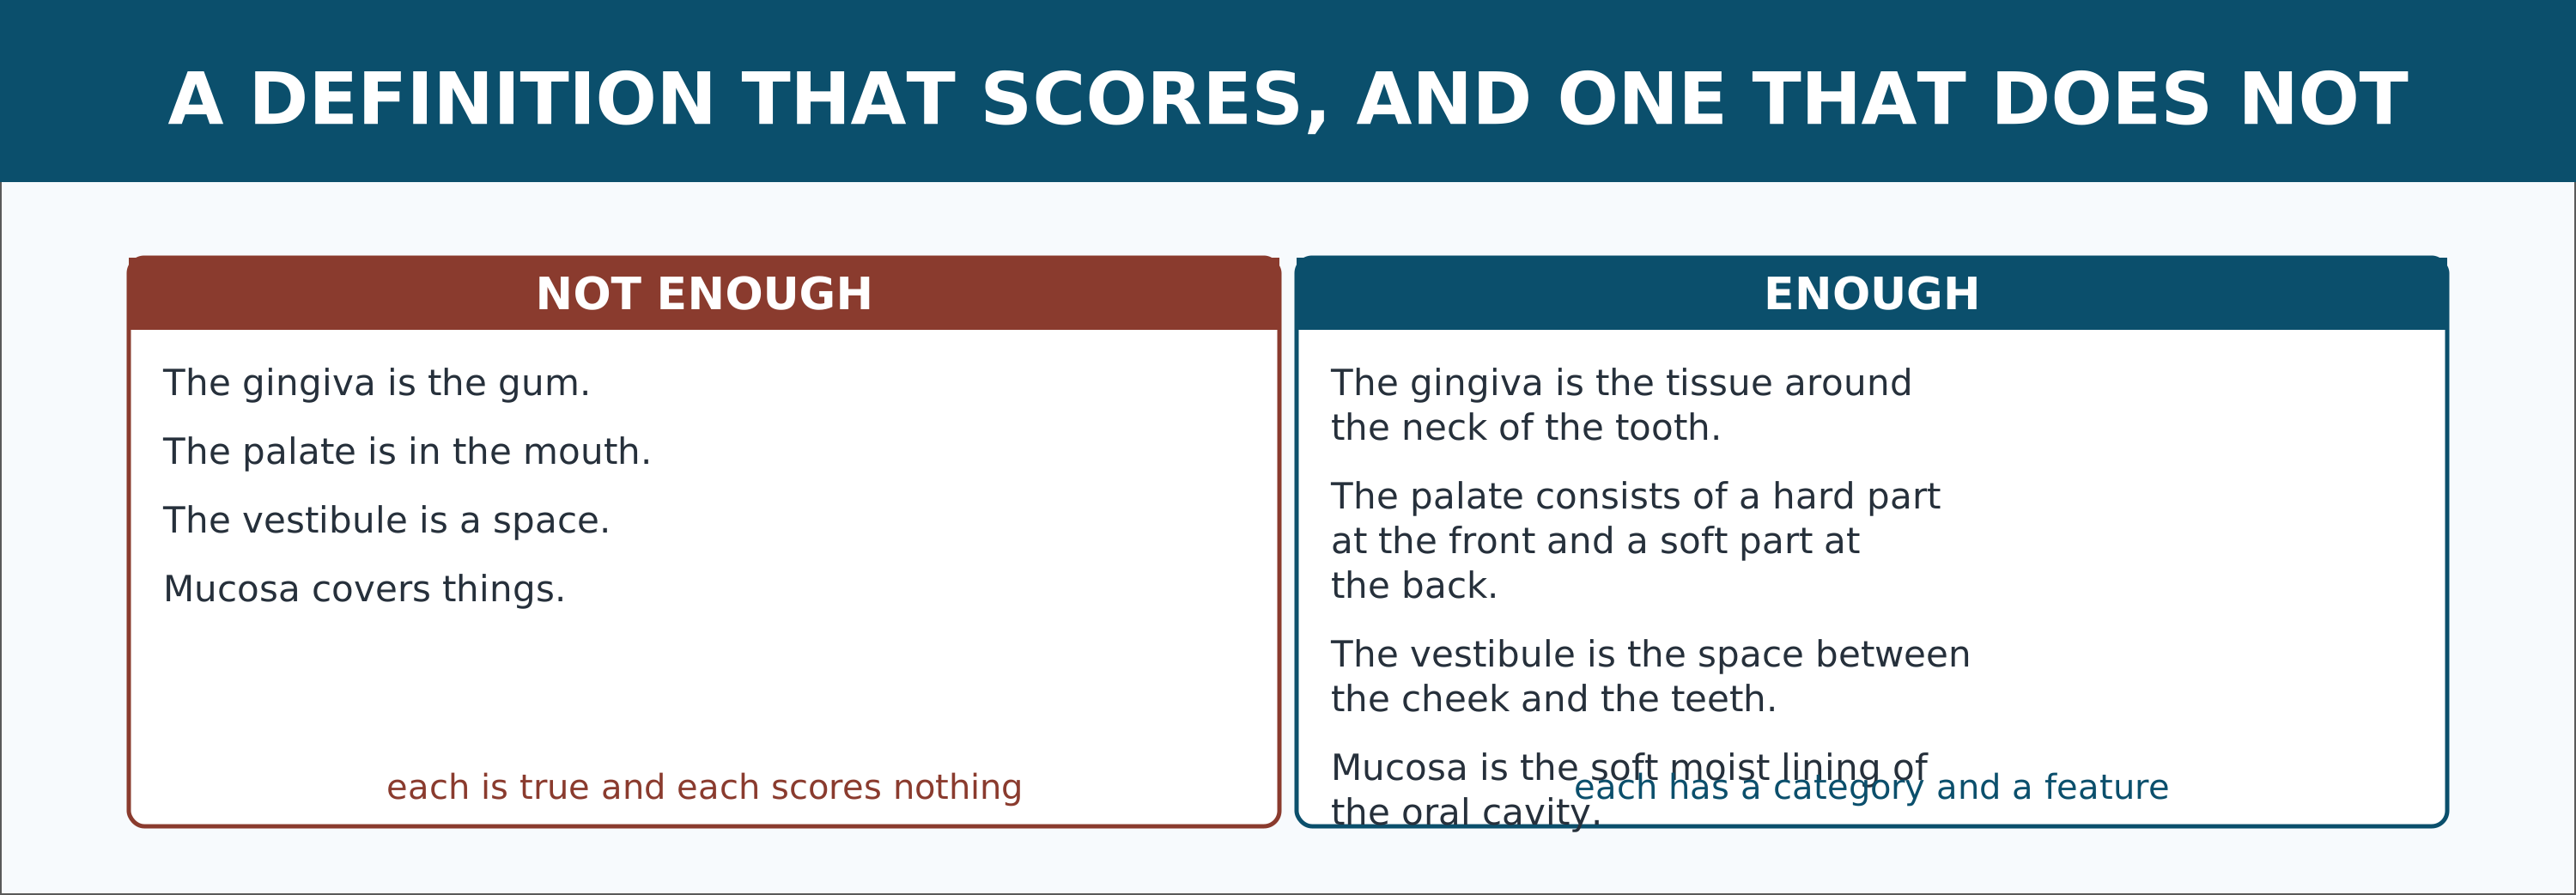 A DEFINITION THAT SCORES, AND ONE THAT DOES NOT
NOT ENOUGH
The gingiva is the gum.
The palate is in the mouth.
The vestibule is a space.
Mucosa covers things.
each is true and each scores nothing
ENOUGH
The gingiva is the tissue around
the neck of the tooth.
The palate consists of a hard part
at the front and a soft part at
the back.
The vestibule is the space between
the cheek and the teeth.
Mucosa is the soft moist lining of
the oral cavity.
each has a category and a feature